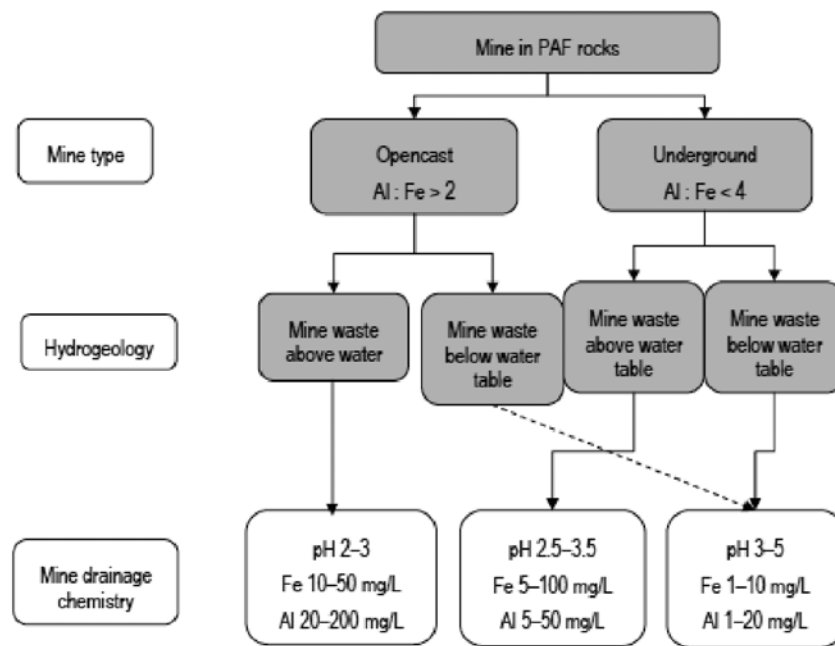 Mine in PAF rocks
Mine type
Opencast
Al : Fe > 2
Underground
Al : Fe < 4
Hydrogeology
Mine waste
above water
Mine waste
below water
table
Mine waste
above water
table
Mine waste
below water
table
Mine drainage
chemistry
pH 2–3
Fe 10–50 mg/L
Al 20–200 mg/L
pH 2.5–3.5
Fe 5–100 mg/L
Al 5–50 mg/L
pH 3–5
Fe 1–10 mg/L
Al 1–20 mg/L